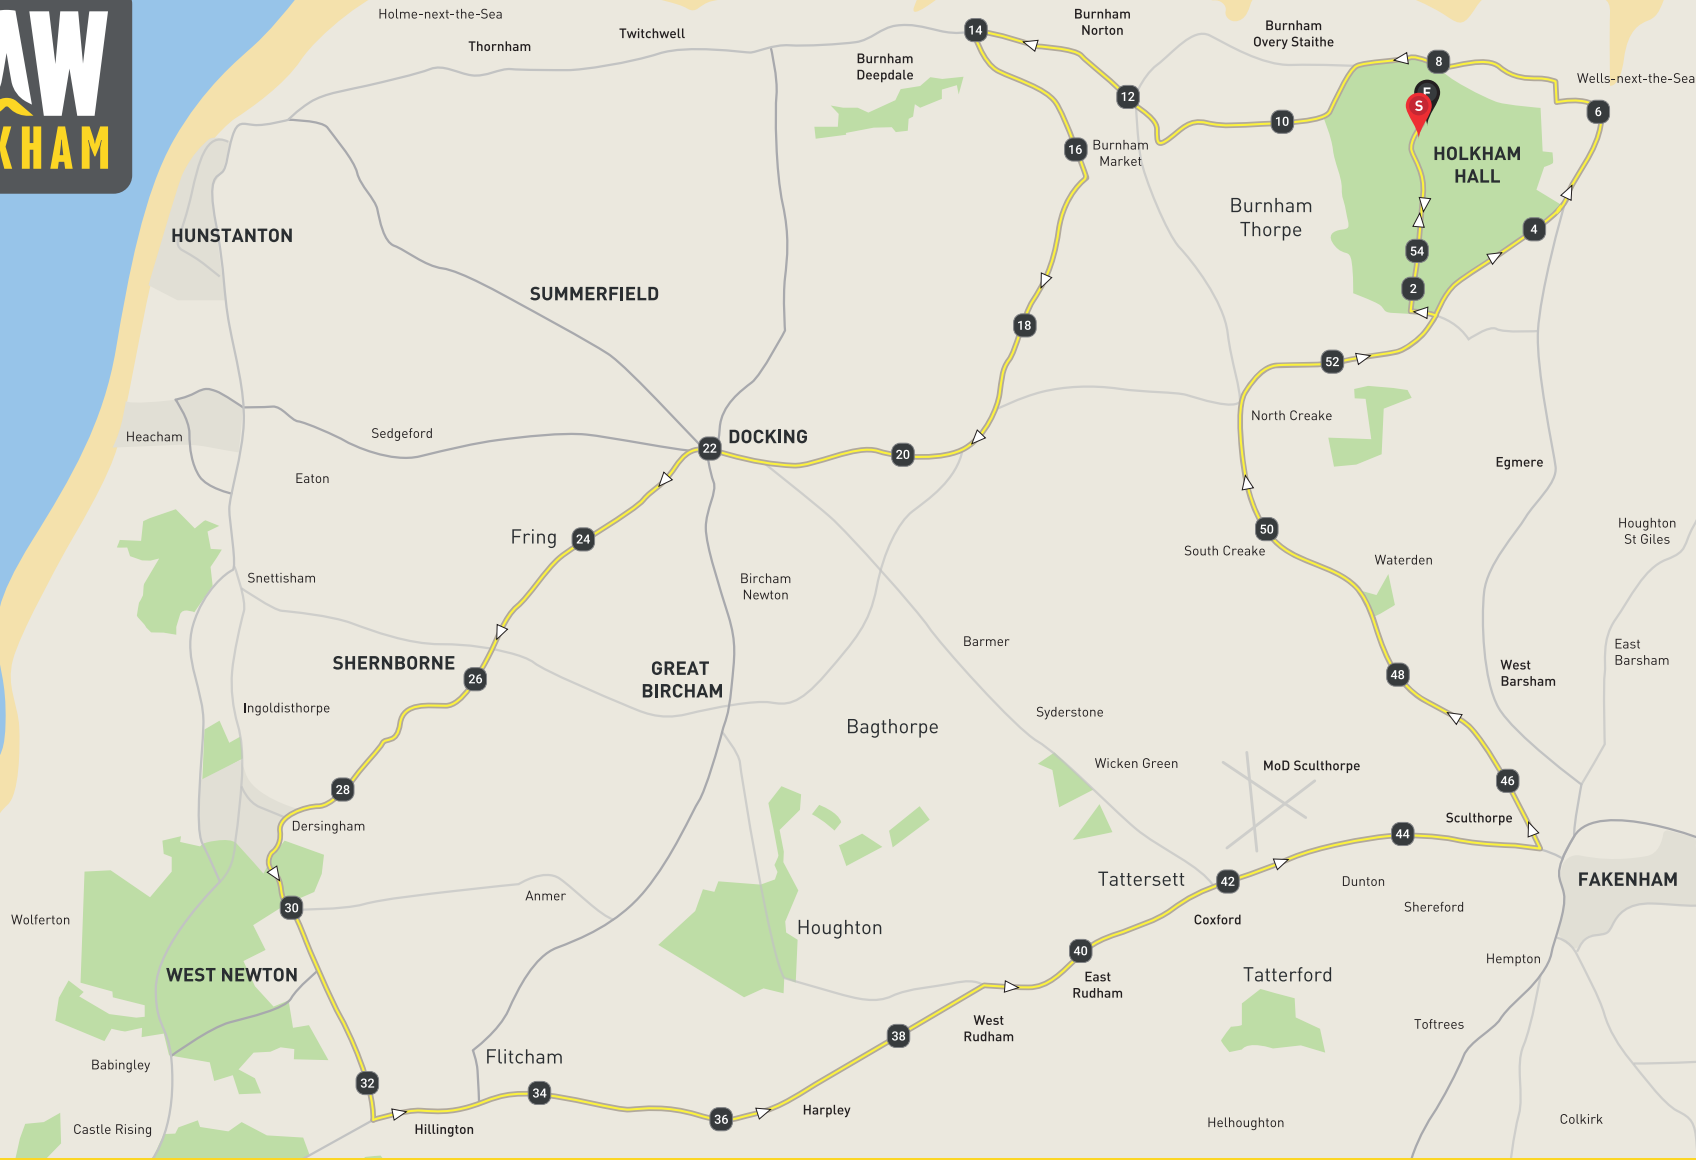 AW
KHAM
Holme-next-the-Sea
Thornham
Twitchwell
Burnham
Deepdale
14
Burnham
Norton
Burnham
Overy Staithe
8
Wells-next-the-Sea
12
10
6
S
16
Burnham
Market
HOLKHAM
HALL
HUNSTANTON
Burnham
Thorpe
4
54
2
SUMMERFIELD
18
52
North Creake
Heacham
Sedgeford
22
DOCKING
20
Eaton
Egmere
Fring
24
50
South Creake
Houghton
St Giles
Waterden
Snettisham
Bircham
Newton
Barmer
SHERNBORNE
26
GREAT
BIRCHAM
48
West
Barsham
East
Barsham
Ingoldisthorpe
Bagthorpe
Syderstone
Wicken Green
MoD Sculthorpe
46
28
Dersingham
Sculthorpe
44
Tattersett
42
Dunton
FAKENHAM
Anmer
30
Wolferton
Houghton
Coxford
Shereford
WEST NEWTON
40
East
Rudham
Tatterford
Hempton
38
West
Rudham
Toftrees
Babingley
32
Flitcham
34
36
Harpley
Castle Rising
Hillington
Helhoughton
Colkirk